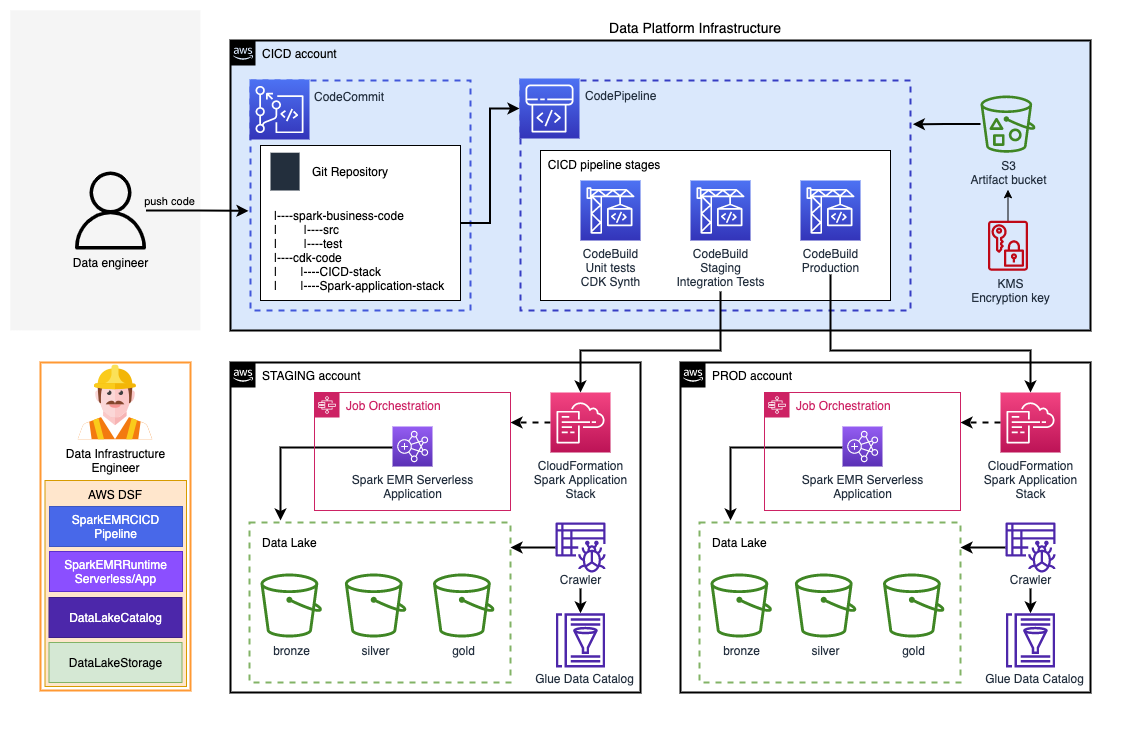 Data Platform Infrastructure
aws
CICD account
CodeCommit
CodePipeline
Git Repository
|----spark-business-code
|       |----src
|       |----test
|----cdk-code
|       |----CICD-stack
|       |----Spark-application-stack
CICD pipeline stages
CodeBuild
Unit tests
CDK Synth
CodeBuild
Staging
Integration Tests
CodeBuild
Production
S3
Artifact bucket
KMS
Encryption key
push code
Data engineer
Data Infrastructure
Engineer
AWS DSF
SparkEMRCICD
Pipeline
SparkEMRRuntime
Serverless/App
DataLakeCatalog
DataLakeStorage
aws
STAGING account
Job Orchestration
Spark EMR Serverless
Application
CloudFormation
Spark Application
Stack
Data Lake
bronze
silver
gold
Crawler
Glue Data Catalog
aws
PROD account
Job Orchestration
Spark EMR Serverless
Application
CloudFormation
Spark Application
Stack
Data Lake
bronze
silver
gold
Crawler
Glue Data Catalog